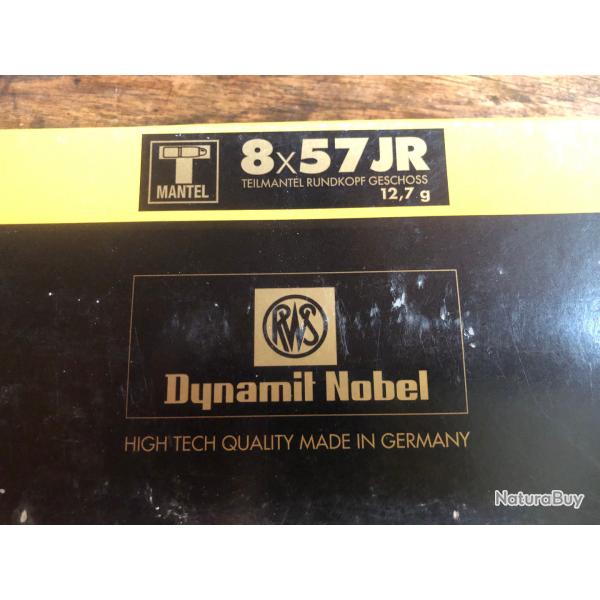 T
MANTEL
8x57JR
TEILMANTEL RUNDKOPF GESCHOSS
12,7 g
RWS
Dynamit Nobel
HIGH TECH QUALITY MADE IN GERMANY
NaturaBuy